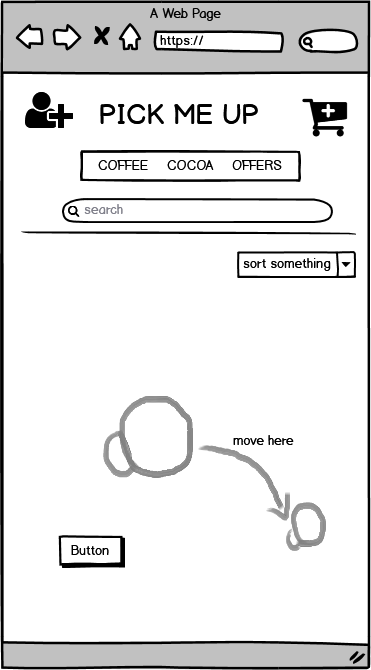 A Web Page
https://
PICK ME UP
COFFEE COCOA OFFERS
search
sort something
move here
Button